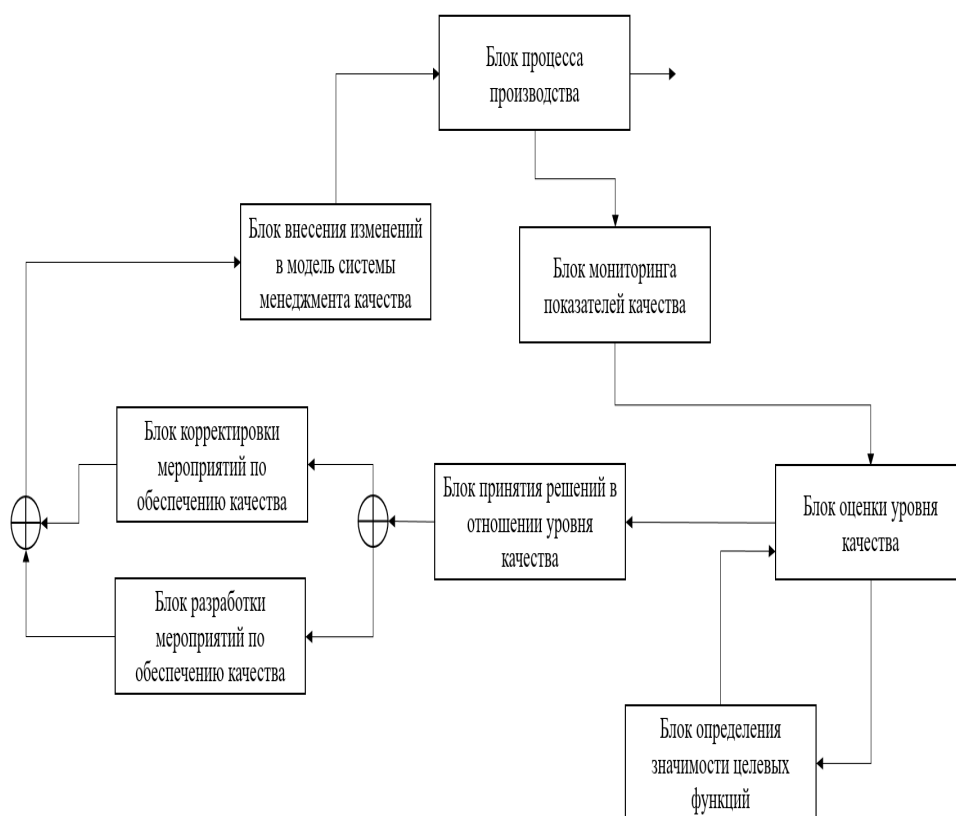 Блок процесса
производства
Блок внесения изменений
в модель системы
менеджмента качества
Блок мониторинга
показателей качества
Блок корректировки
мероприятий по
обеспечению качества
Блок принятия решений в
отношении уровня
качества
Блок оценки уровня
качества
Блок разработки
мероприятий по
обеспечению качества
Блок определения
значимости целевых
функций